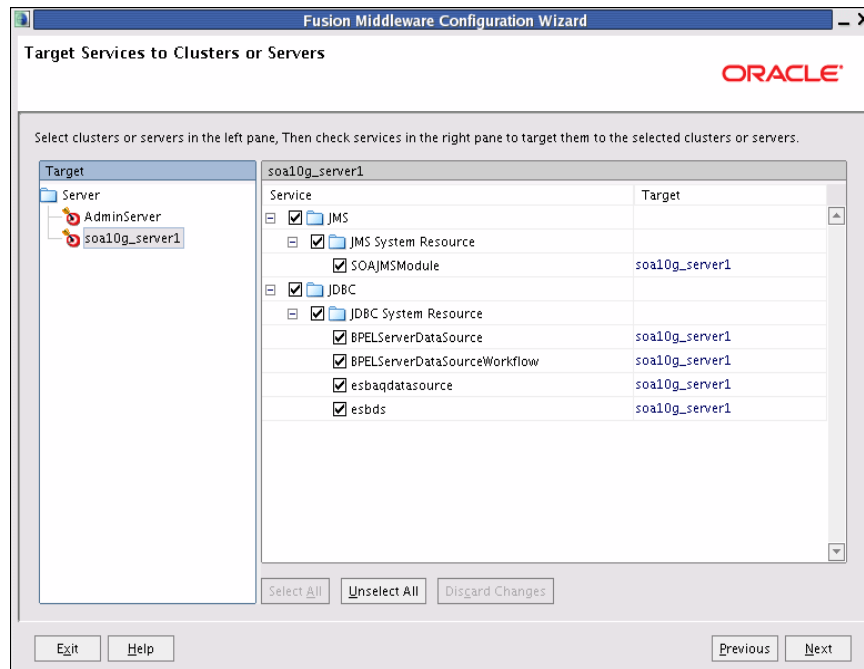 Fusion Middleware Configuration Wizard
Target Services to Clusters or Servers
ORACLE
Select clusters or servers in the left pane, Then check services in the right pane to target them to the selected clusters or servers.
Target
Server
AdminServer
soa10g_server1
soa10g_server1
Service Target
JMS
JMS System Resource
SOAJMSModule soa10g_server1
JDBC
JDBC System Resource
BPELServerDataSource soa10g_server1
BPELServerDataSourceWorkflow soa10g_server1
esbaqdatasource soa10g_server1
esbds soa10g_server1
Select All Unselect All Discard Changes
Exit Help Previous Next